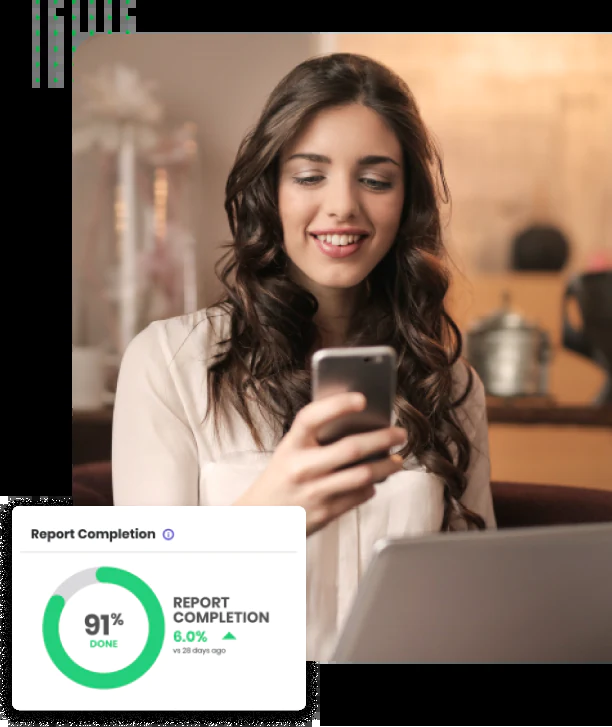 Report Completion
91%
DONE
REPORT
COMPLETION
6.0%
vs 28 days ago